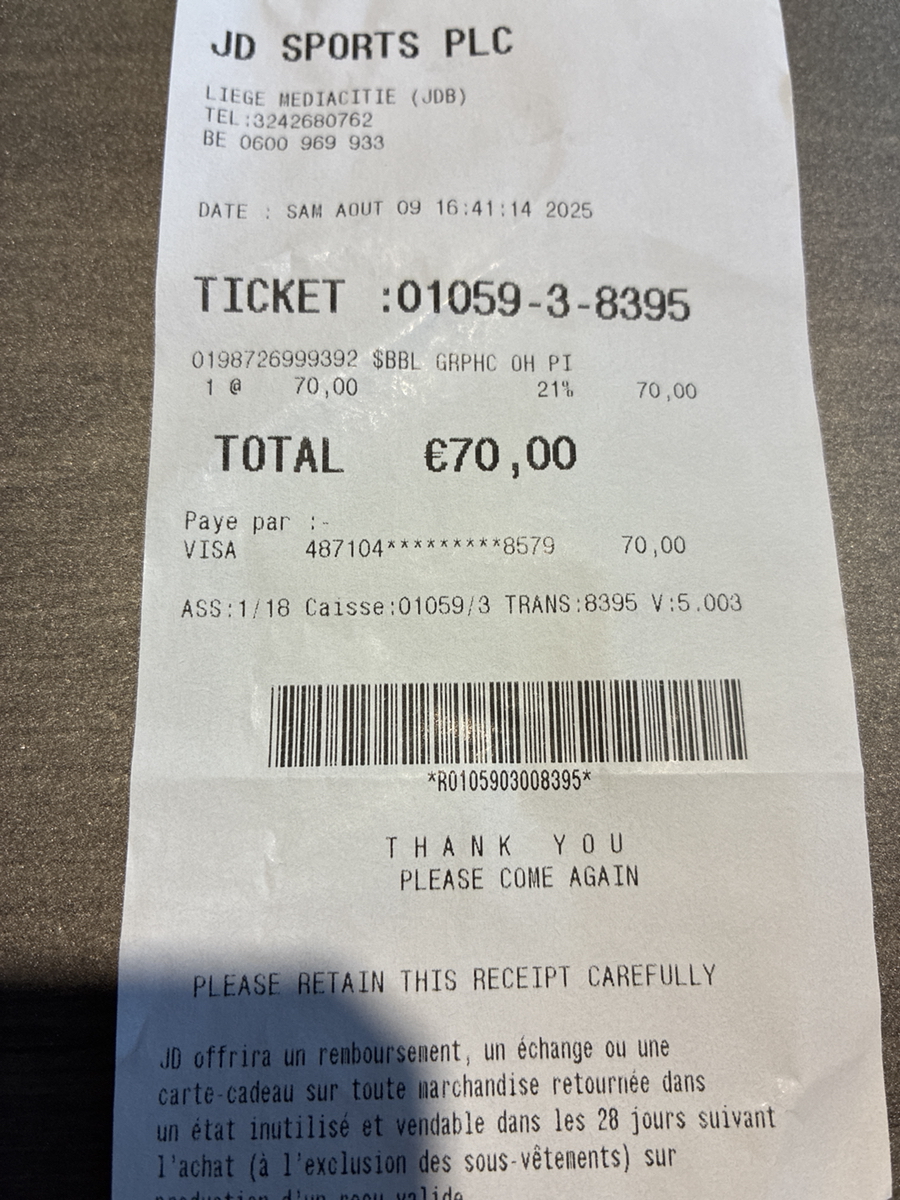 JD SPORTS PLC
LIEGE MEDIACITIE (JDB)
TEL:3242680762
BE 0600 969 933
DATE : SAM AOUT 09 16:41:14 2025
TICKET :01059-3-8395
0198726999392 $BBL GRPHC OH PI
1 @ 70,00 21% 70,00
TOTAL €70,00
Paye par :-
VISA 487104*********8579 70,00
ASS:1/18 Caisse:01059/3 TRANS:8395 V:5.003
*R0105903008395*
THANK YOU
PLEASE COME AGAIN
PLEASE RETAIN THIS RECEIPT CAREFULLY
JD offrira un remboursement, un échange ou une
carte-cadeau sur toute marchandise retournée dans
un état inutilisé et vendable dans les 28 jours suivant
l'achat (à l'exclusion des sous-vêtements) sur
production d'un reçu valide